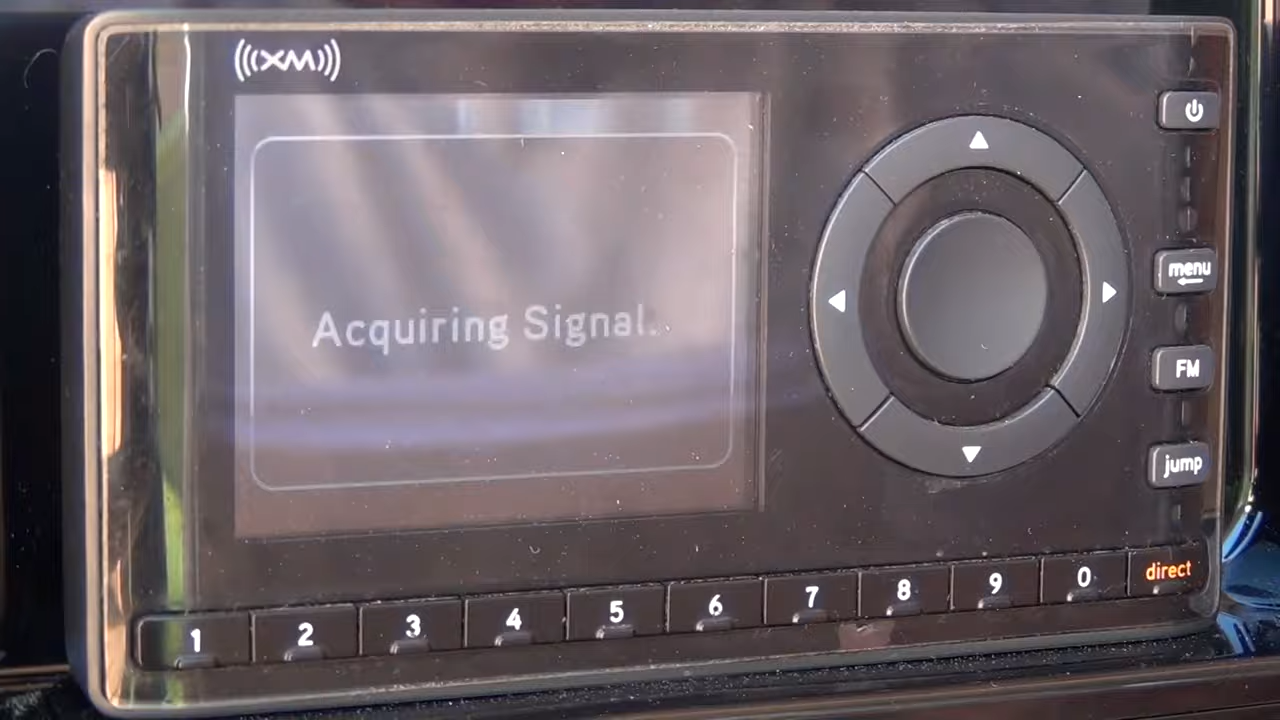 ((XM))
Acquiring Signal..
menu
FM
jump
1 2 3 4 5 6 7 8 9 0 direct